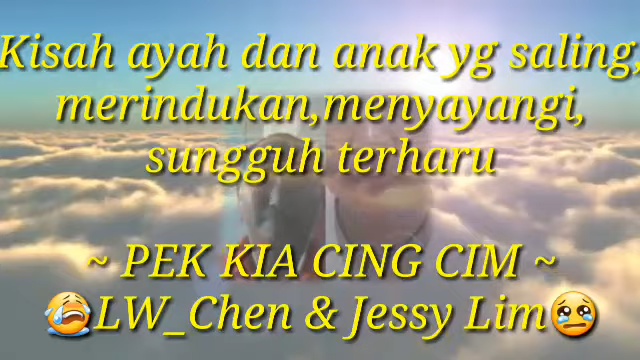 Kisah ayah dan anak yg saling,
merindukan,menyayangi,
sungguh terharu
~ PEK KIA CING CIM ~
😭LW_Chen & Jessy Lim😢